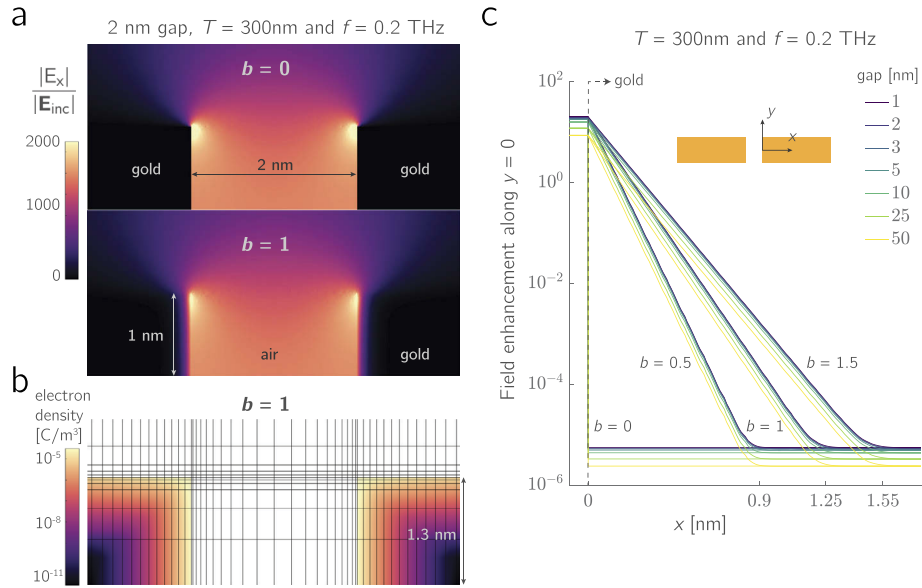 a
2 nm gap, T = 300nm and f = 0.2 THz
|E_x|
|E_inc|
2000
1000
0
b = 0
gold
2 nm
gold
b = 1
1 nm
air
gold
b
b = 1
electron
density
[C/m³]
10⁻⁵
10⁻⁸
10⁻¹¹
1.3 nm
c
T = 300nm and f = 0.2 THz
Field enhancement along y = 0
10²
10⁰
10⁻²
10⁻⁴
10⁻⁶
gold
y
x
gap [nm]
1
2
3
5
10
25
50
b = 0.5
b = 1.5
b = 0
b = 1
0
0.9
1.25
1.55
x [nm]